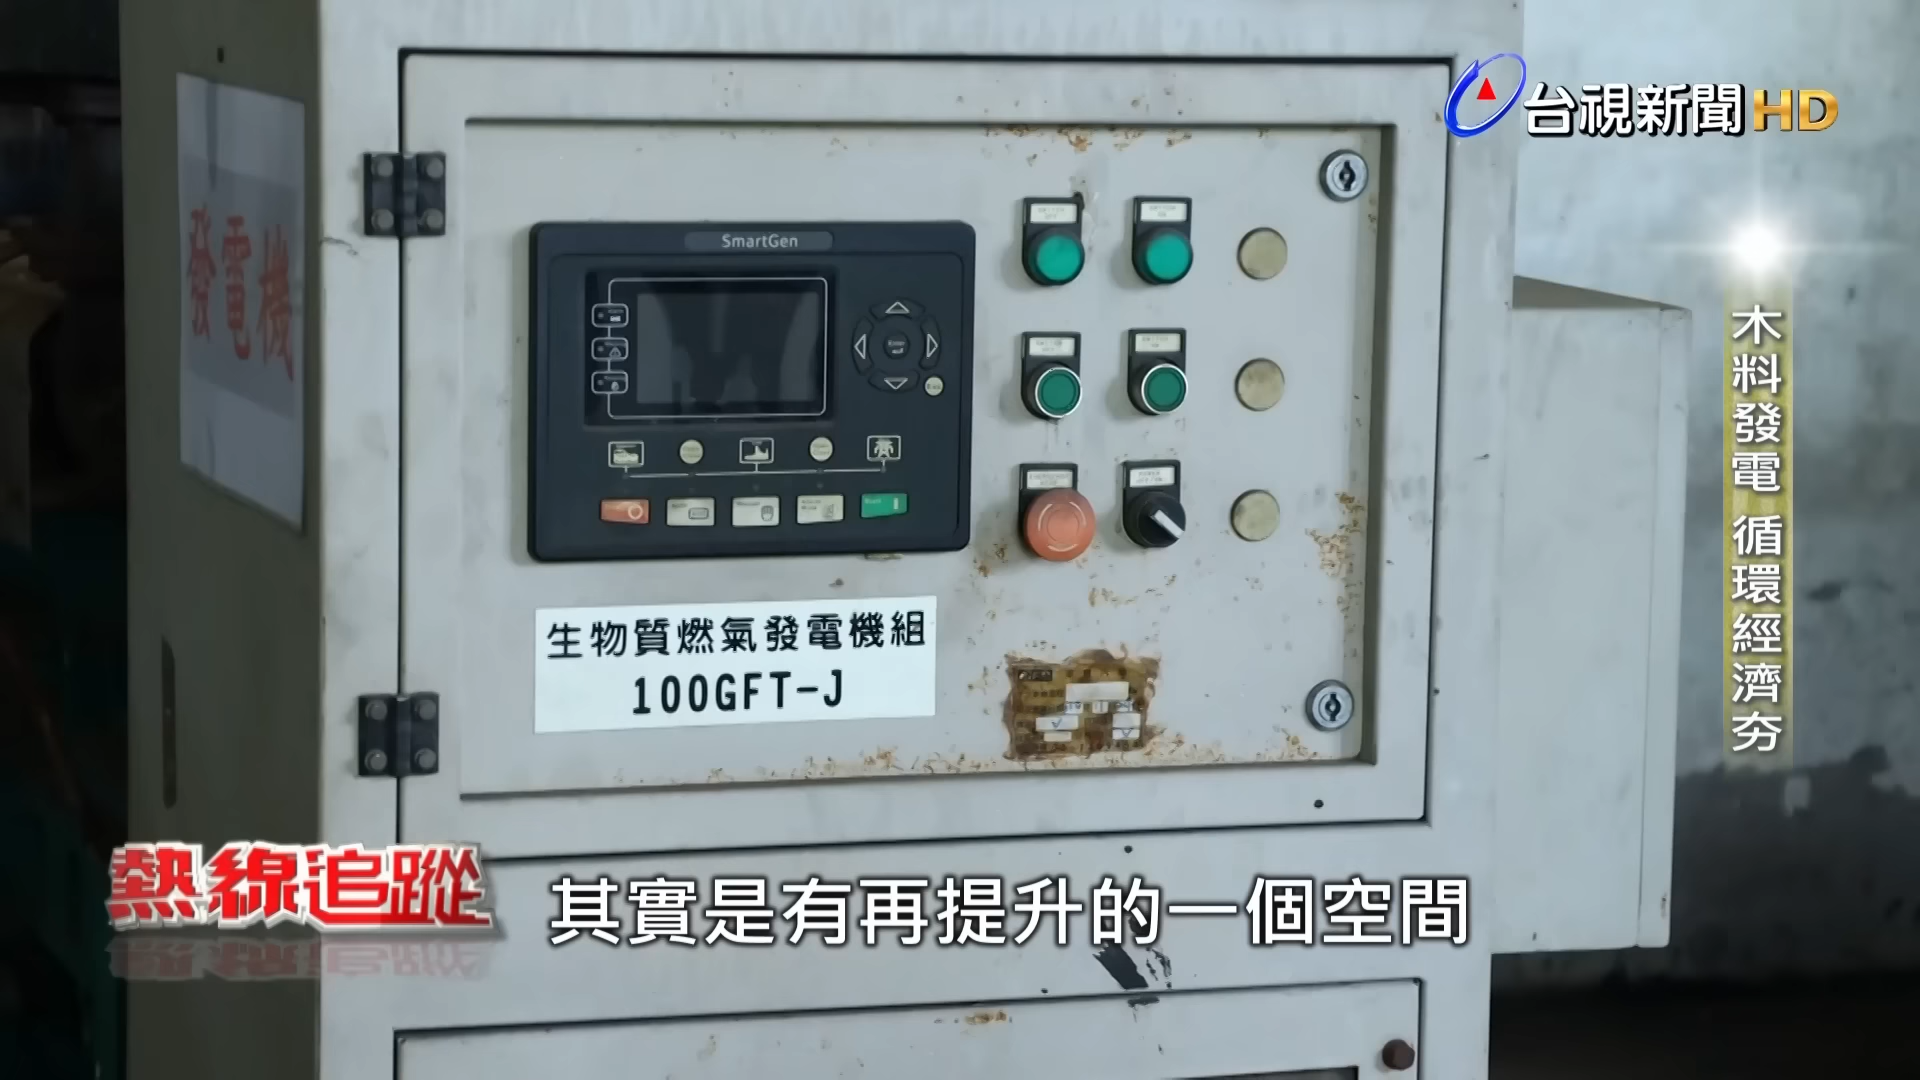 台視新聞HD
發電機
SmartGen
生物質燃氣發電機組
100GFT-J
木料發電 循環經濟夯
熱線追蹤
其實是有再提升的一個空間